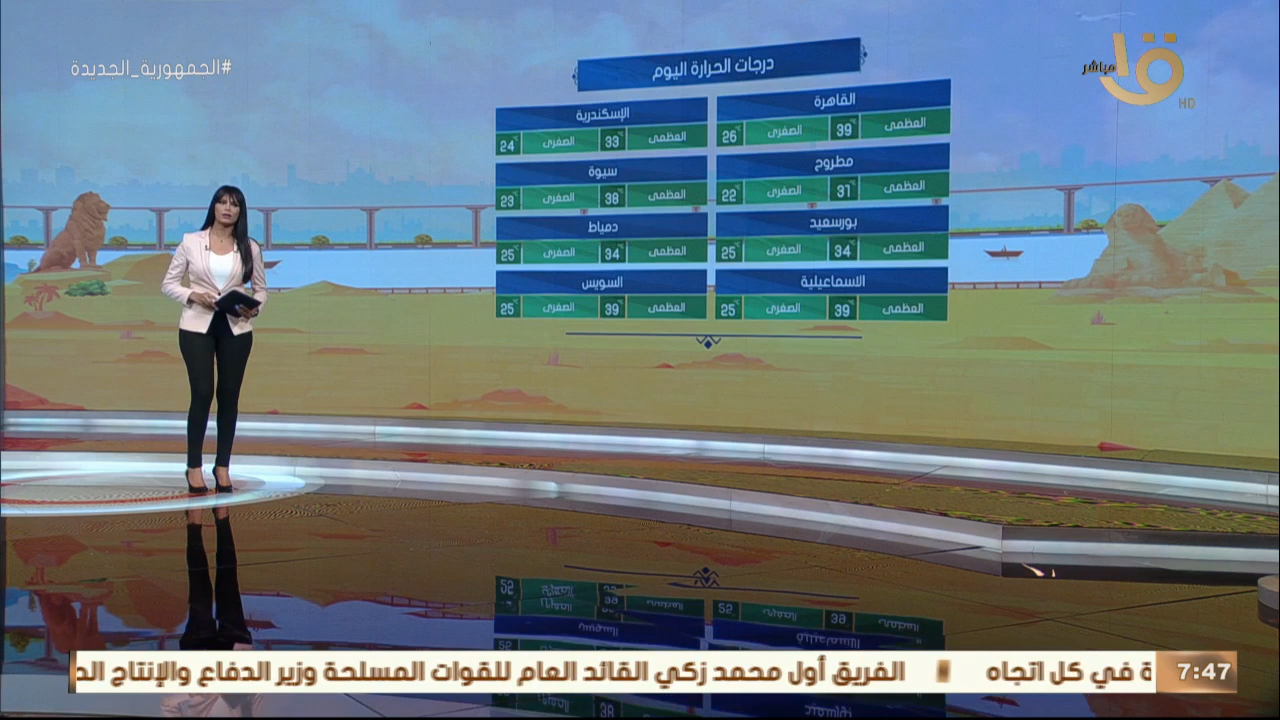 #الجمهورية_الجديدة
مباشر
HD
درجات الحرارة اليوم
القاهرة
العظمى 39 الصغرى 26
الإسكندرية
العظمى 33 الصغرى 24
مطروح
العظمى 31 الصغرى 22
سيوة
العظمى 38 الصغرى 23
بورسعيد
العظمى 34 الصغرى 25
دمياط
العظمى 34 الصغرى 25
الاسماعيلية
العظمى 39 الصغرى 25
السويس
العظمى 39 الصغرى 25
7:47
ة في كل اتجاه الفريق أول محمد زكي القائد العام للقوات المسلحة وزير الدفاع والإنتاج الح